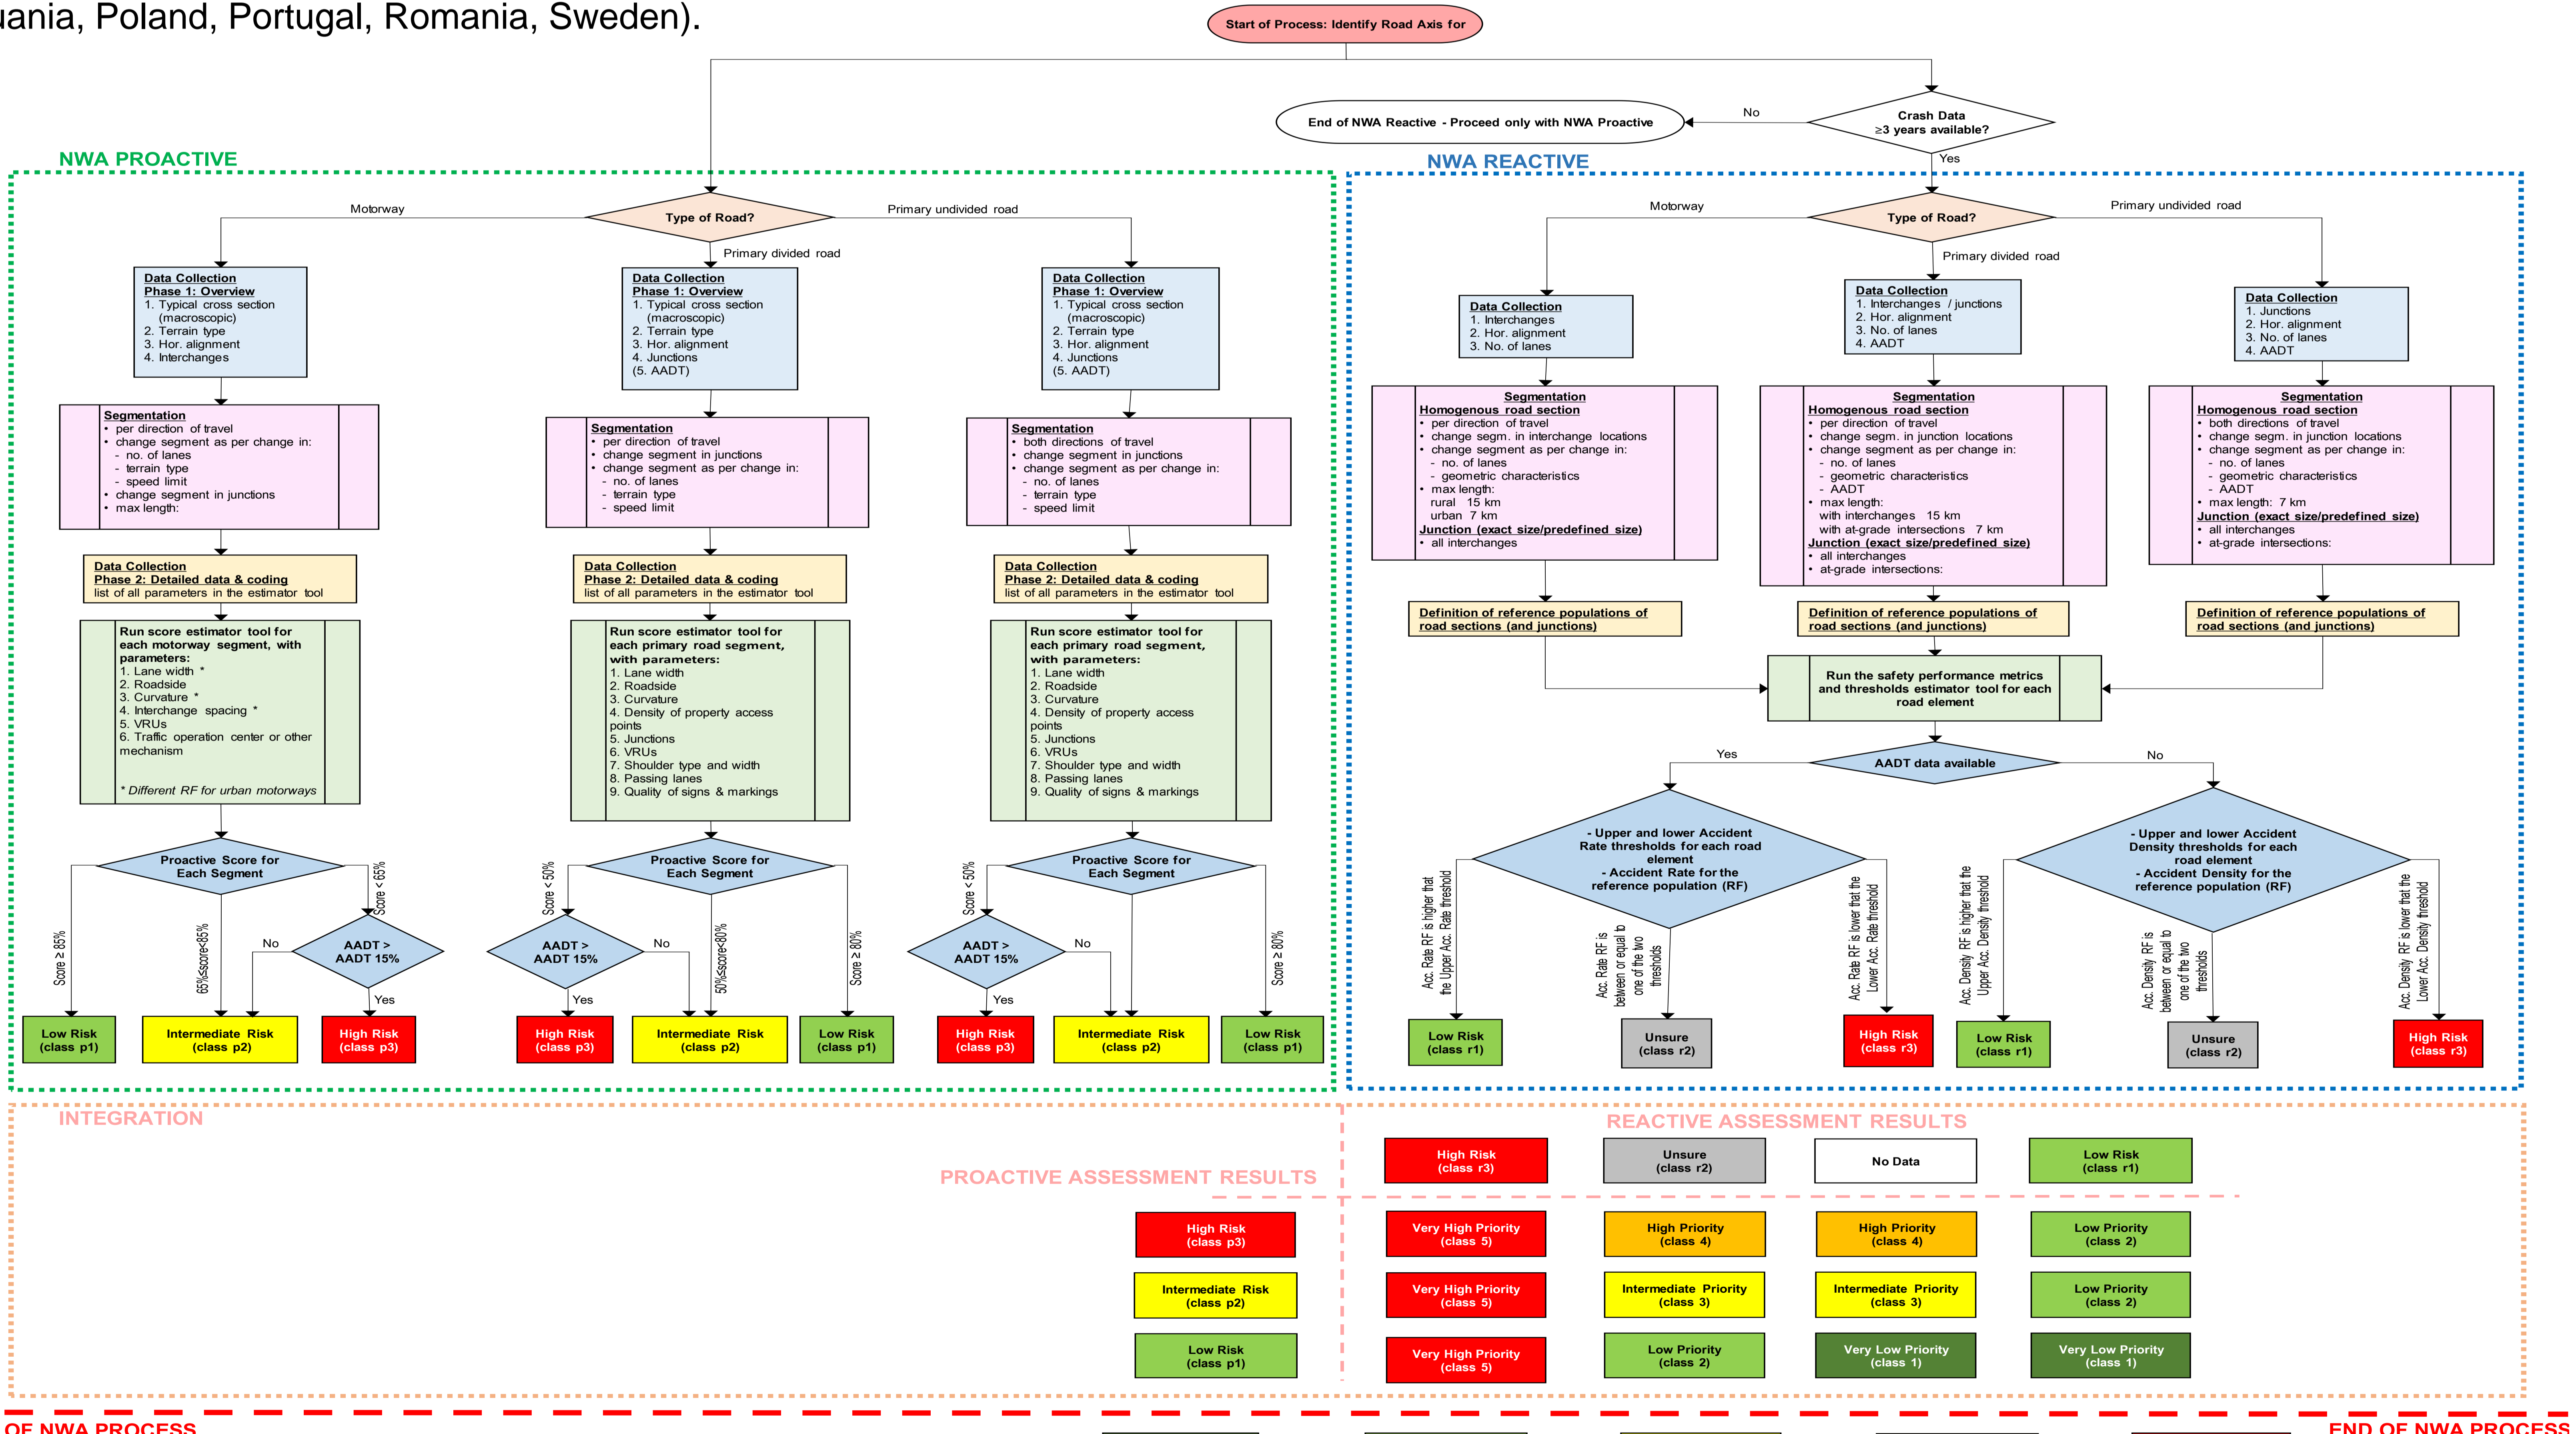 uania, Poland, Portugal, Romania, Sweden).
Start of Process: Identify Road Axis for
Crash Data
≥3 years available?
No
End of NWA Reactive - Proceed only with NWA Proactive
Yes
NWA PROACTIVE
Type of Road?
Motorway
Primary divided road
Primary undivided road
Data Collection
Phase 1: Overview
1. Typical cross section
(macroscopic)
2. Terrain type
3. Hor. alignment
4. Interchanges
Data Collection
Phase 1: Overview
1. Typical cross section
(macroscopic)
2. Terrain type
3. Hor. alignment
4. Junctions
(5. AADT)
Data Collection
Phase 1: Overview
1. Typical cross section
(macroscopic)
2. Terrain type
3. Hor. alignment
4. Junctions
(5. AADT)
Segmentation
• per direction of travel
• change segment as per change in:
- no. of lanes
- terrain type
- speed limit
• change segment in junctions
• max length:
Segmentation
• per direction of travel
• change segment in junctions
• change segment as per change in:
- no. of lanes
- terrain type
- speed limit
Segmentation
• both directions of travel
• change segment in junctions
• change segment as per change in:
- no. of lanes
- terrain type
- speed limit
Data Collection
Phase 2: Detailed data & coding
list of all parameters in the estimator tool
Data Collection
Phase 2: Detailed data & coding
list of all parameters in the estimator tool
Data Collection
Phase 2: Detailed data & coding
list of all parameters in the estimator tool
Run score estimator tool for
each motorway segment, with
parameters:
1. Lane width *
2. Roadside
3. Curvature *
4. Interchange spacing *
5. VRUs
6. Traffic operation center or other
mechanism
* Different RF for urban motorways
Run score estimator tool for
each primary road segment,
with parameters:
1. Lane width
2. Roadside
3. Curvature
4. Density of property access
points
5. Junctions
6. VRUs
7. Shoulder type and width
8. Passing lanes
9. Quality of signs & markings
Run score estimator tool for
each primary road segment,
with parameters:
1. Lane width
2. Roadside
3. Curvature
4. Density of property access
points
5. Junctions
6. VRUs
7. Shoulder type and width
8. Passing lanes
9. Quality of signs & markings
Proactive Score for
Each Segment
Score ≥ 85%
65%≤score<85%
Score < 65%
AADT >
AADT 15%
No
Yes
Low Risk
(class p1)
Intermediate Risk
(class p2)
High Risk
(class p3)
Proactive Score for
Each Segment
Score < 50%
50%≤score<80%
Score ≥ 80%
AADT >
AADT 15%
No
Yes
High Risk
(class p3)
Intermediate Risk
(class p2)
Low Risk
(class p1)
Proactive Score for
Each Segment
Score < 50%
Score ≥ 80%
AADT >
AADT 15%
No
Yes
High Risk
(class p3)
Intermediate Risk
(class p2)
Low Risk
(class p1)
NWA REACTIVE
Type of Road?
Motorway
Primary divided road
Primary undivided road
Data Collection
1. Interchanges
2. Hor. alignment
3. No. of lanes
Data Collection
1. Interchanges / junctions
2. Hor. alignment
3. No. of lanes
4. AADT
Data Collection
1. Junctions
2. Hor. alignment
3. No. of lanes
4. AADT
Segmentation
Homogenous road section
• per direction of travel
• change segm. in interchange locations
• change segment as per change in:
- no. of lanes
- geometric characteristics
• max length:
rural 15 km
urban 7 km
Junction (exact size/predefined size)
• all interchanges
Segmentation
Homogenous road section
• per direction of travel
• change segm. in junction locations
• change segment as per change in:
- no. of lanes
- geometric characteristics
- AADT
• max length:
with interchanges 15 km
with at-grade intersections 7 km
Junction (exact size/predefined size)
• all interchanges
• at-grade intersections:
Segmentation
Homogenous road section
• both directions of travel
• change segm. in junction locations
• change segment as per change in:
- no. of lanes
- geometric characteristics
- AADT
• max length: 7 km
Junction (exact size/predefined size)
• all interchanges
• at-grade intersections:
Definition of reference populations of
road sections (and junctions)
Definition of reference populations of
road sections (and junctions)
Definition of reference populations of
road sections (and junctions)
Run the safety performance metrics
and thresholds estimator tool for each
road element
AADT data available
Yes
No
- Upper and lower Accident
Rate thresholds for each road
element
- Accident Rate for the
reference population (RF)
Acc. Rate RF is higher that
the Upper Acc. Rate threshold
Acc. Rate RF is
between or equal to
one of the two
thresholds
Acc. Rate RF is lower that the
Lower Acc. Rate threshold
Low Risk
(class r1)
Unsure
(class r2)
High Risk
(class r3)
- Upper and lower Accident
Density thresholds for each
road element
- Accident Density for the
reference population (RF)
Acc. Density RF is higher that the
Upper Acc. Density threshold
Acc. Density RF is
between or equal to
one of the two
thresholds
Acc. Density RF is lower that the
Lower Acc. Density threshold
Low Risk
(class r1)
Unsure
(class r2)
High Risk
(class r3)
INTEGRATION
REACTIVE ASSESSMENT RESULTS
PROACTIVE ASSESSMENT RESULTS
High Risk
(class r3)
Unsure
(class r2)
No Data
Low Risk
(class r1)
High Risk
(class p3)
Very High Priority
(class 5)
High Priority
(class 4)
High Priority
(class 4)
Low Priority
(class 2)
Intermediate Risk
(class p2)
Very High Priority
(class 5)
Intermediate Priority
(class 3)
Intermediate Priority
(class 3)
Low Priority
(class 2)
Low Risk
(class p1)
Very High Priority
(class 5)
Low Priority
(class 2)
Very Low Priority
(class 1)
Very Low Priority
(class 1)
OF NWA PROCESS
END OF NWA PROCESS